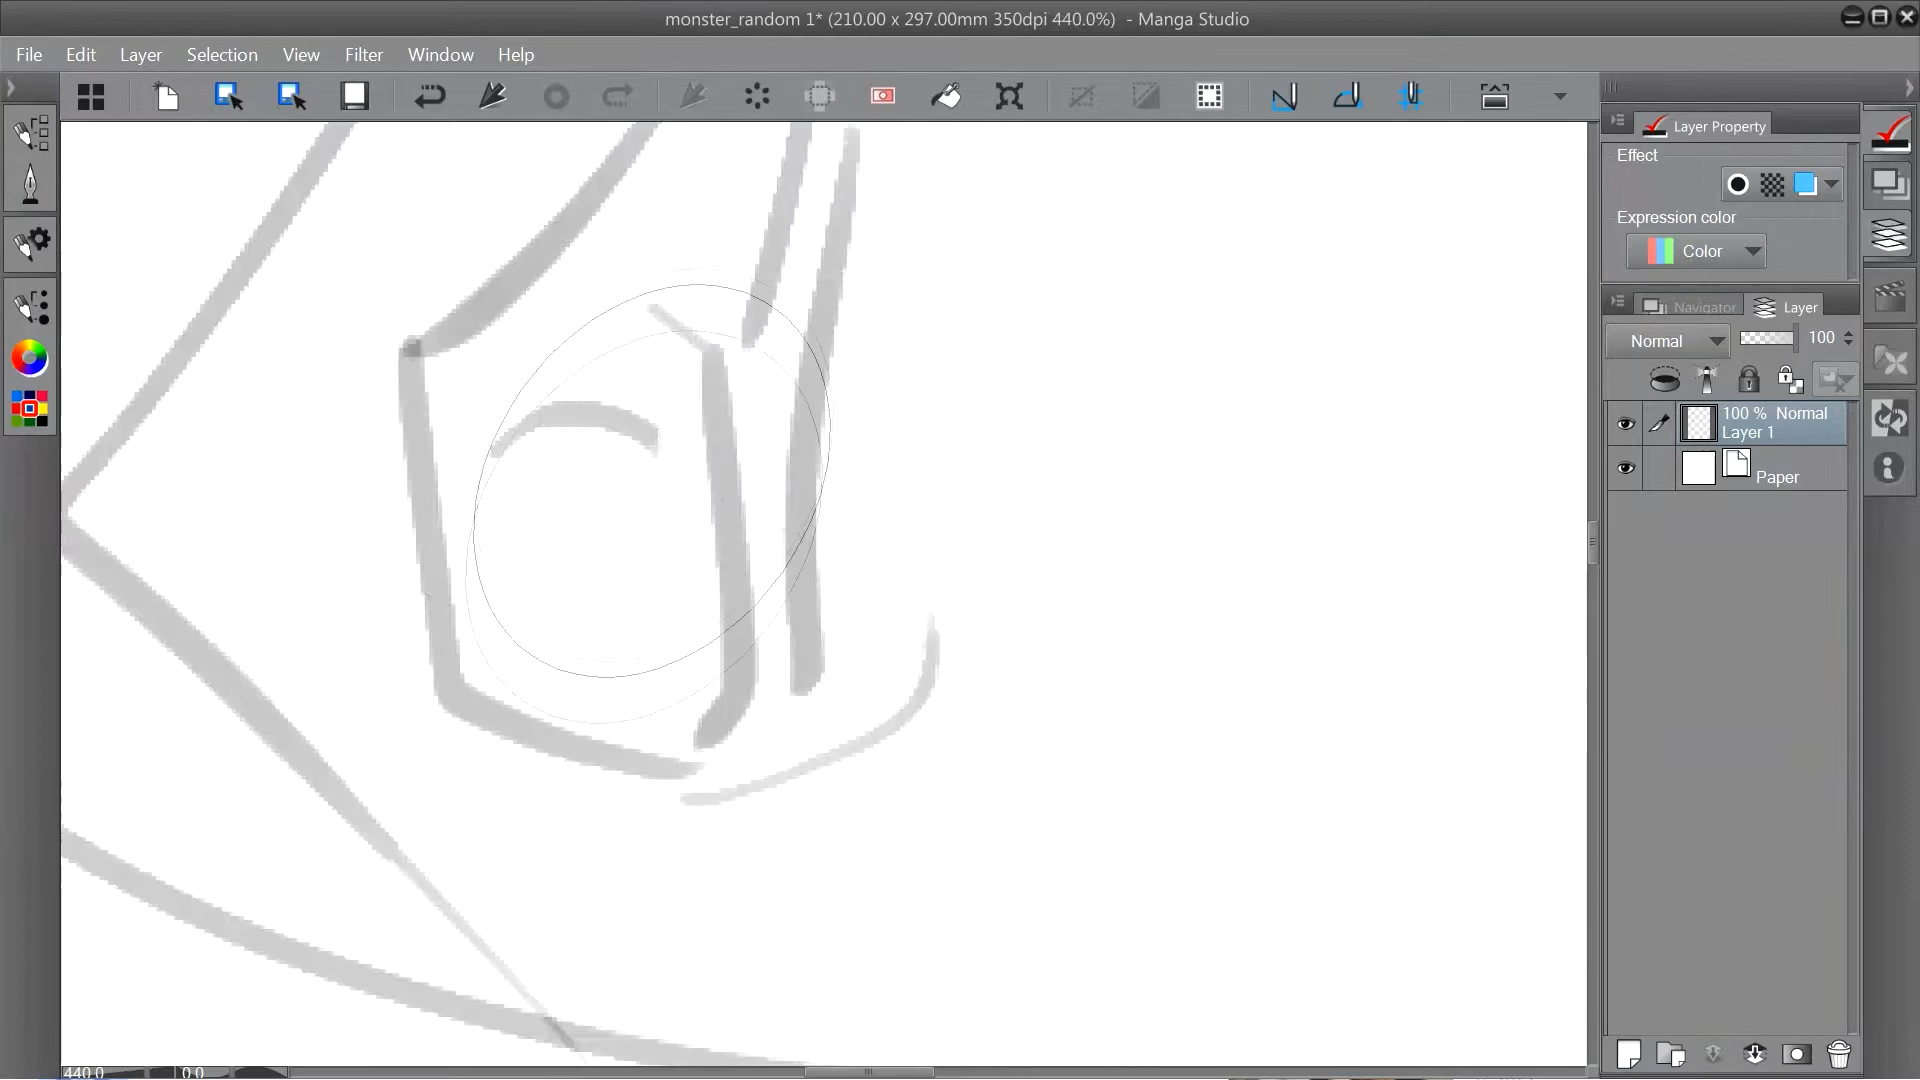 monster_random 1* (210.00 x 297.00mm 350dpi 440.0%) - Manga Studio
File Edit Layer Selection View Filter Window Help
Layer Property
Effect
Expression color
Color
Navigator Layer
Normal 100
100 % Normal
Layer 1
Paper
440.0 0.0